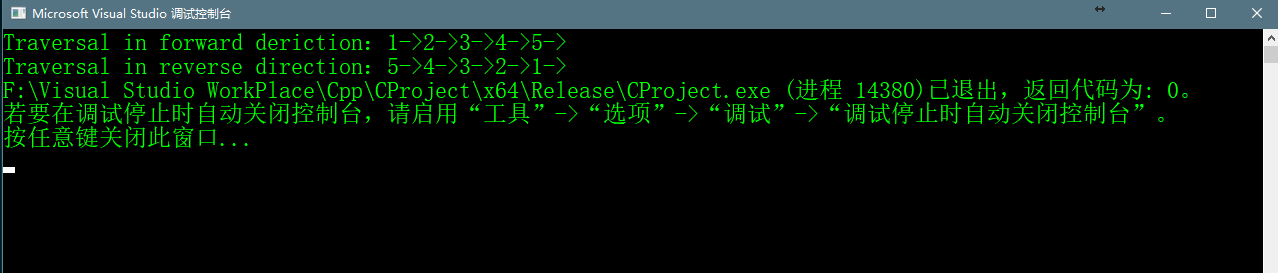 Microsoft Visual Studio 调试控制台
Traversal in forward deriction: 1->2->3->4->5->
Traversal in reverse direction: 5->4->3->2->1->
F:\Visual Studio WorkPlace\Cpp\CProject\x64\Release\CProject.exe (进程 14380)已退出，返回代码为: 0。
若要在调试停止时自动关闭控制台，请启用“工具”->“选项”->“调试”->“调试停止时自动关闭控制台”。
按任意键关闭此窗口...